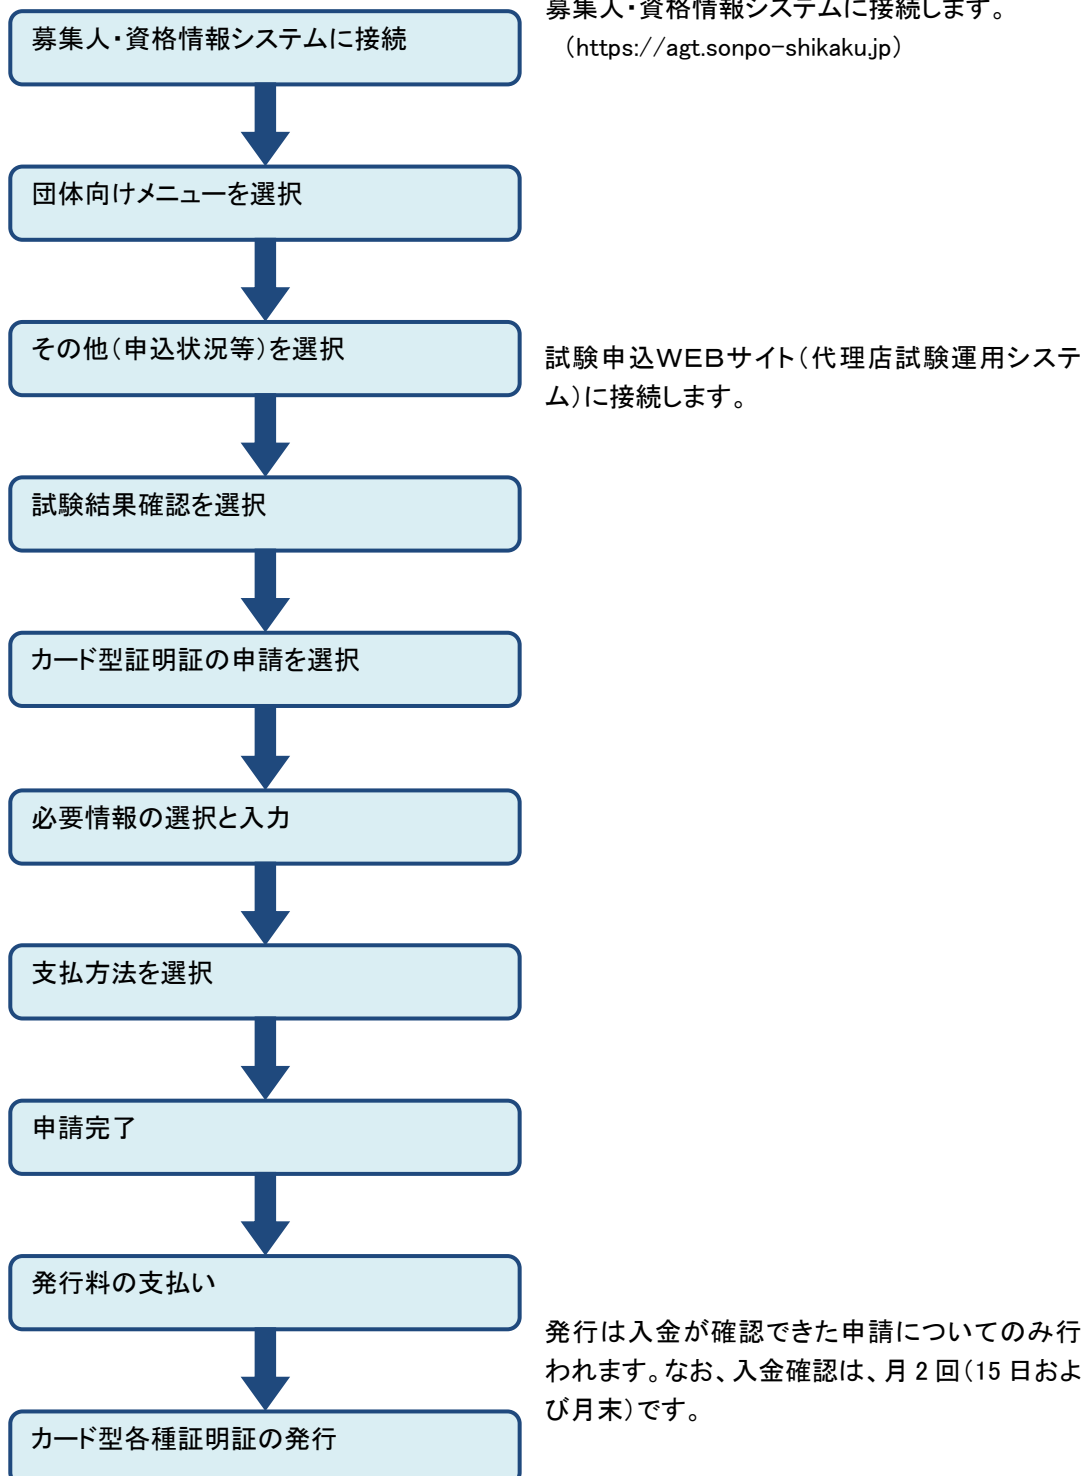 募集人・資格情報システムに接続します。
募集人・資格情報システムに接続
（https://agt.sonpo-shikaku.jp）
団体向けメニューを選択
その他（申込状況等）を選択
試験申込ＷＥＢサイト（代理店試験運用システ
ム）に接続します。
試験結果確認を選択
カード型証明証の申請を選択
必要情報の選択と入力
支払方法を選択
申請完了
発行料の支払い
発行は入金が確認できた申請についてのみ行
われます。なお、入金確認は、月 2 回（15 日およ
び月末）です。
カード型各種証明証の発行